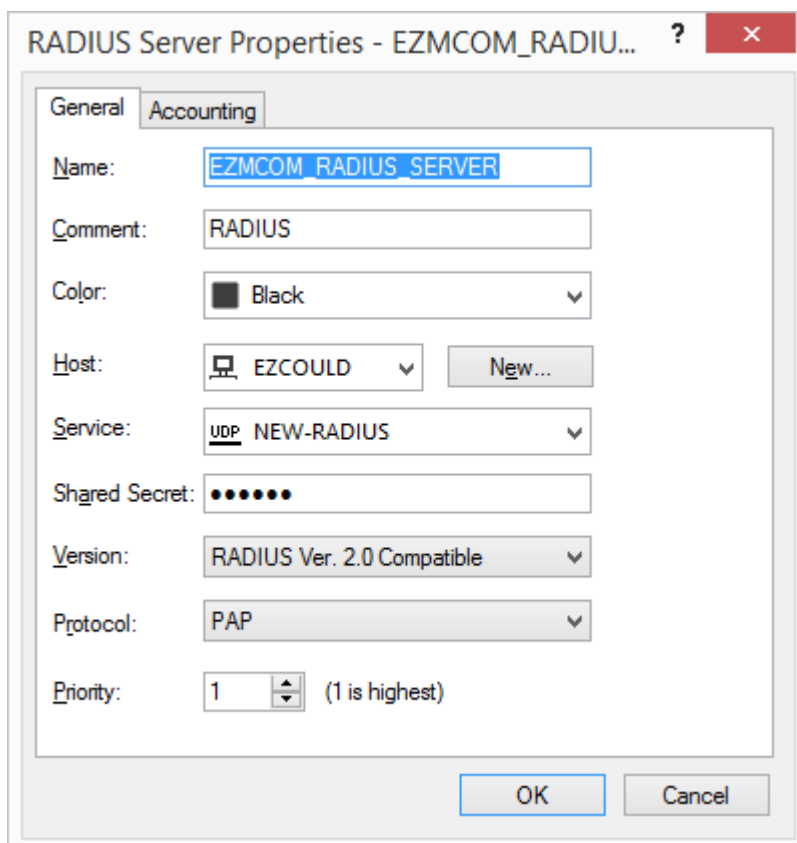 RADIUS Server Properties - EZMCOM_RADIU... ? ×
General Accounting
Name: EZMCOM_RADIUS_SERVER
Comment: RADIUS
Color: Black
Host: EZCOULD New...
Service: UDP NEW-RADIUS
Shared Secret: ●●●●●●
Version: RADIUS Ver. 2.0 Compatible
Protocol: PAP
Priority: 1 (1 is highest)
OK Cancel